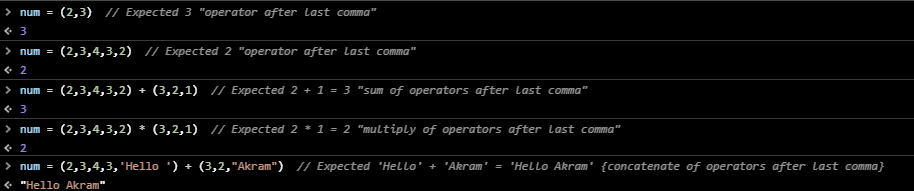 > num = (2,3)  // Expected 3 "operator after last comma"
< 3
> num = (2,3,4,3,2)  // Expected 2 "operator after last comma"
< 2
> num = (2,3,4,3,2) + (3,2,1)  // Expected 2 + 1 = 3 "sum of operators after last comma"
< 3
> num = (2,3,4,3,2) * (3,2,1)  // Expected 2 * 1 = 2 "multiply of operators after last comma"
< 2
> num = (2,3,4,3,'Hello ') + (3,2,"Akram")  // Expected 'Hello' + 'Akram' = 'Hello Akram' {concatenate of operators after last comma}
< "Hello Akram"